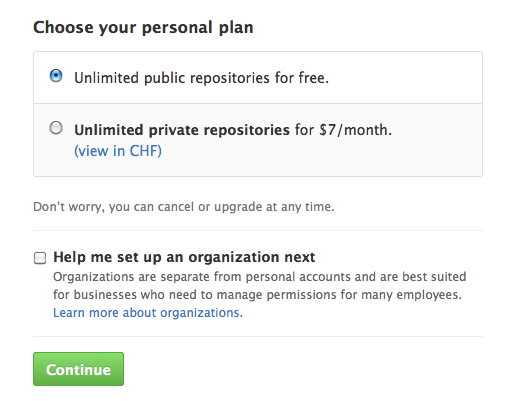 Choose your personal plan
Unlimited public repositories for free.
Unlimited private repositories for $7/month.
(view in CHF)
Don't worry, you can cancel or upgrade at any time.
Help me set up an organization next
Organizations are separate from personal accounts and are best suited
for businesses who need to manage permissions for many employees.
Learn more about organizations.
Continue